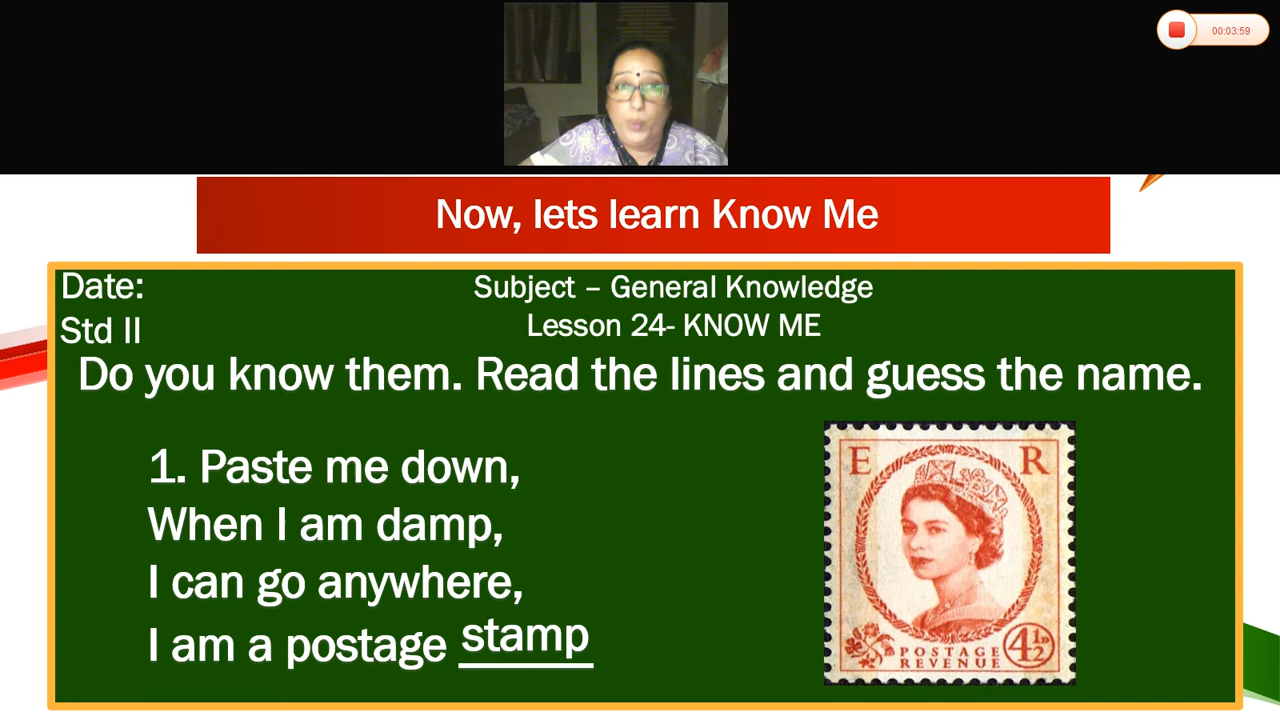 00:03:59
Now, lets learn Know Me
Date:
Subject – General Knowledge
Std II
Lesson 24- KNOW ME
Do you know them. Read the lines and guess the name.
1. Paste me down,
When I am damp,
I can go anywhere,
I am a postage stamp
E R
POSTAGE
REVENUE
4½D